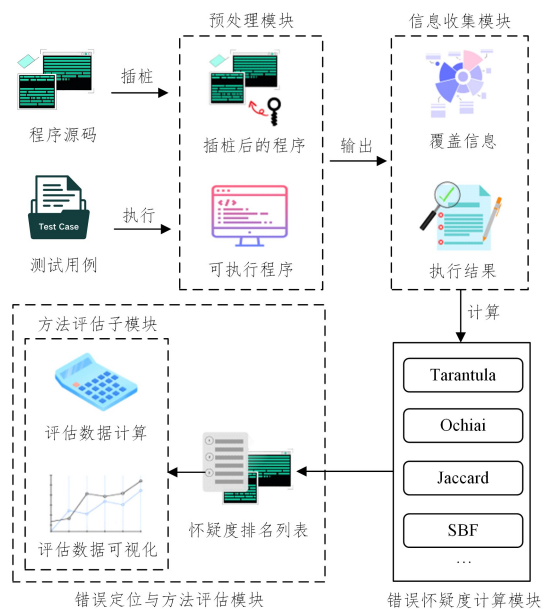 预处理模块
信息收集模块
插桩
程序源码
插桩后的程序
输出
覆盖信息
执行
Test Case
测试用例
可执行程序
执行结果
计算
方法评估子模块
Tarantula
评估数据计算
Ochiai
Jaccard
怀疑度排名列表
SBF
评估数据可视化
…
错误定位与方法评估模块
错误怀疑度计算模块